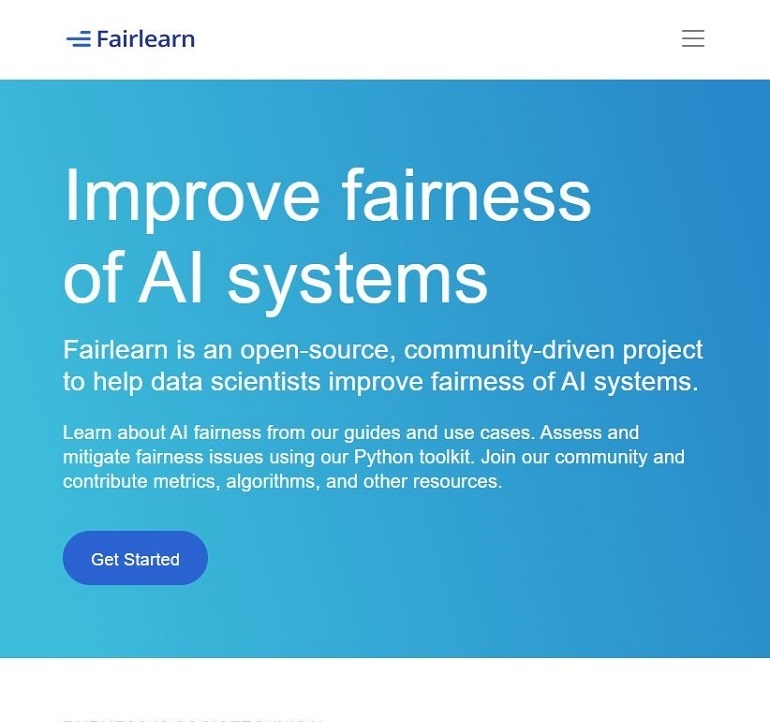 Fairlearn
Improve fairness
of AI systems
Fairlearn is an open-source, community-driven project
to help data scientists improve fairness of AI systems.
Learn about AI fairness from our guides and use cases. Assess and
mitigate fairness issues using our Python toolkit. Join our community and
contribute metrics, algorithms, and other resources.
Get Started